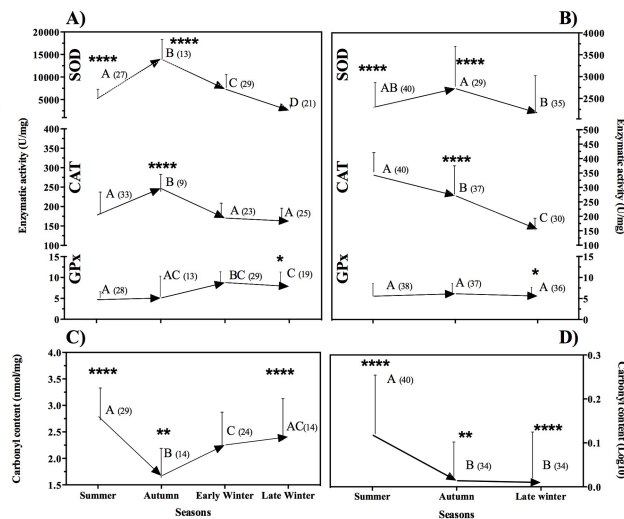 A)
Enzymatic activity (U/mg)
SOD
20000
15000
10000
5000
****
A (27)
****
B (13)
C (29)
D (21)
CAT
400
350
300
250
200
150
100
A (33)
****
B (9)
A (23)
A (25)
GPx
15
10
5
0
A (28)
AC (13)
BC (29)
*
C (19)
B)
Enzymatic activity (U/mg)
SOD
4000
3500
3000
2500
****
AB (40)
****
A (29)
B (35)
CAT
500
450
400
350
300
250
200
150
100
A (40)
****
B (37)
C (30)
GPx
15
10
5
0
A (38)
A (37)
*
A (36)
C)
Carbonyl content (nmol/mg)
4.0
3.5
3.0
2.5
2.0
1.5
****
A (29)
**
B (14)
C (24)
****
AC (14)
Summer
Autumn
Early Winter
Late Winter
Seasons
D)
Carbonyl content (Log10)
0.3
0.2
0.1
0.0
****
A (40)
**
B (34)
****
B (34)
Summer
Autumn
Late winter
Seasons